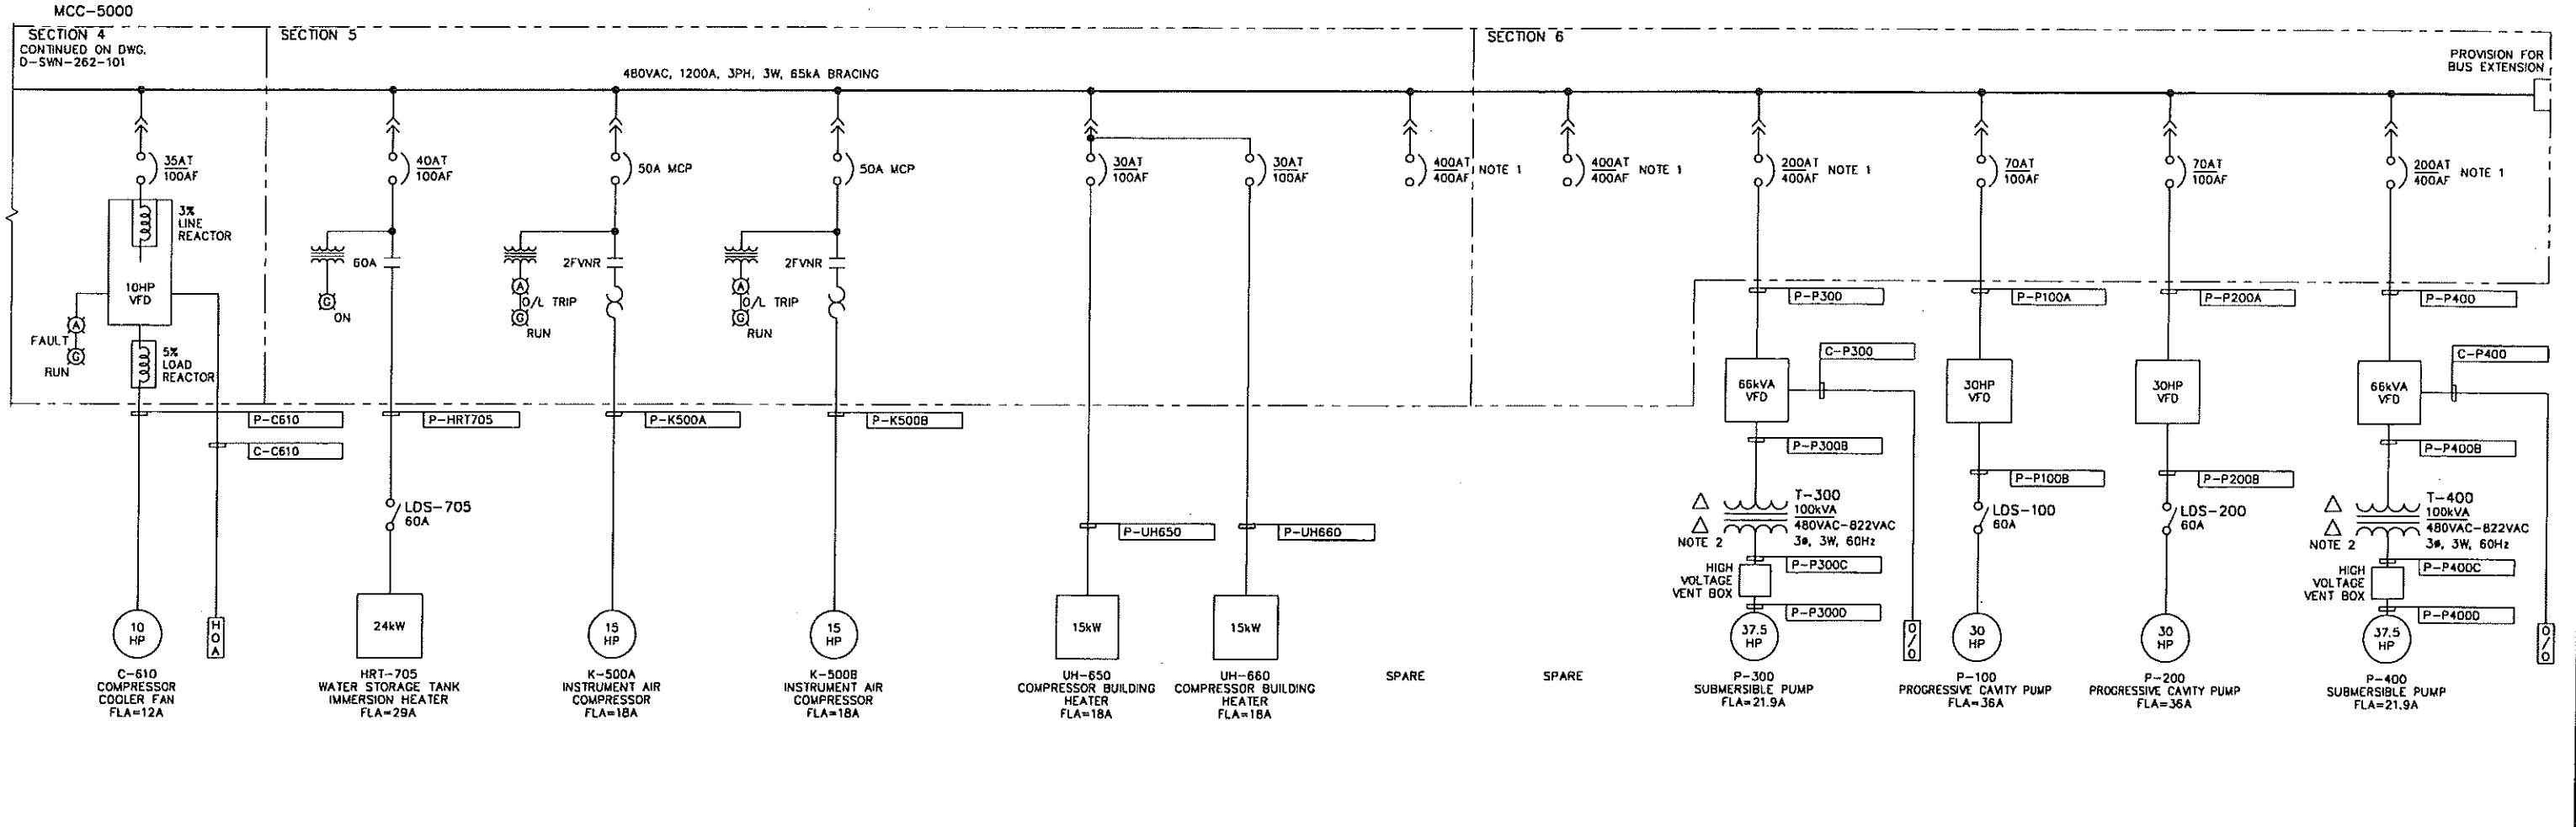 MCC-5000
SECTION 4
CONTINUED ON DWG.
D-SWN-262-101
SECTION 5
SECTION 6
480VAC, 1200A, 3PH, 3W, 65kA BRACING
PROVISION FOR
BUS EXTENSION
35AT
100AF
3%
LINE
REACTOR
10HP
VFD
A
FAULT
G
RUN
5%
LOAD
REACTOR
P-C610
C-C610
10
HP
H
O
A
C-610
COMPRESSOR
COOLER FAN
FLA=12A
40AT
100AF
60A
G
ON
P-HRT705
LDS-705
60A
24kW
HRT-705
WATER STORAGE TANK
IMMERSION HEATER
FLA=29A
50A MCP
2FVNR
A
O/L TRIP
G
RUN
P-K500A
15
HP
K-500A
INSTRUMENT AIR
COMPRESSOR
FLA=18A
50A MCP
2FVNR
A
O/L TRIP
G
RUN
P-K500B
15
HP
K-500B
INSTRUMENT AIR
COMPRESSOR
FLA=18A
30AT
100AF
P-UH650
15kW
UH-650
COMPRESSOR BUILDING
HEATER
FLA=18A
30AT
100AF
P-UH660
15kW
UH-660
COMPRESSOR BUILDING
HEATER
FLA=18A
400AT
400AF
NOTE 1
SPARE
400AT
400AF
NOTE 1
SPARE
200AT
400AF
NOTE 1
P-P300
66kVA
VFD
C-P300
P-P300B
T-300
100kVA
480VAC-822VAC
3ø, 3W, 60Hz
NOTE 2
P-P300C
HIGH
VOLTAGE
VENT BOX
P-P300D
37.5
HP
O/O
P-300
SUBMERSIBLE PUMP
FLA=21.9A
70AT
100AF
P-P100A
30HP
VFD
P-P100B
LDS-100
60A
30
HP
P-100
PROGRESSIVE CAVITY PUMP
FLA=36A
70AT
100AF
P-P200A
30HP
VFD
P-P200B
LDS-200
60A
30
HP
P-200
PROGRESSIVE CAVITY PUMP
FLA=36A
200AT
400AF
NOTE 1
P-P400
66kVA
VFD
C-P400
P-P400B
T-400
100kVA
480VAC-822VAC
3ø, 3W, 60Hz
NOTE 2
P-P400C
HIGH
VOLTAGE
VENT BOX
P-P400D
37.5
HP
O/O
P-400
SUBMERSIBLE PUMP
FLA=21.9A